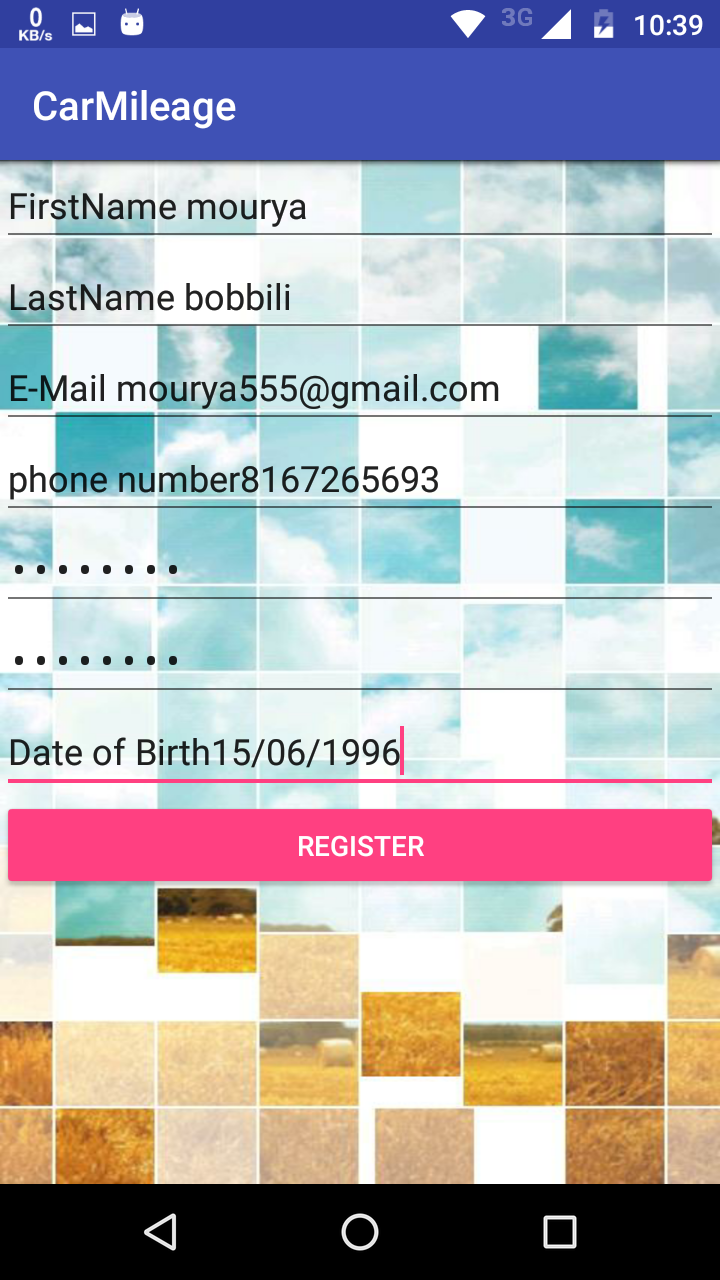 0
KB/s
3G
10:39
CarMileage
FirstName mourya
LastName bobbili
E-Mail mourya555@gmail.com
phone number8167265693
........
........
Date of Birth15/06/1996
REGISTER